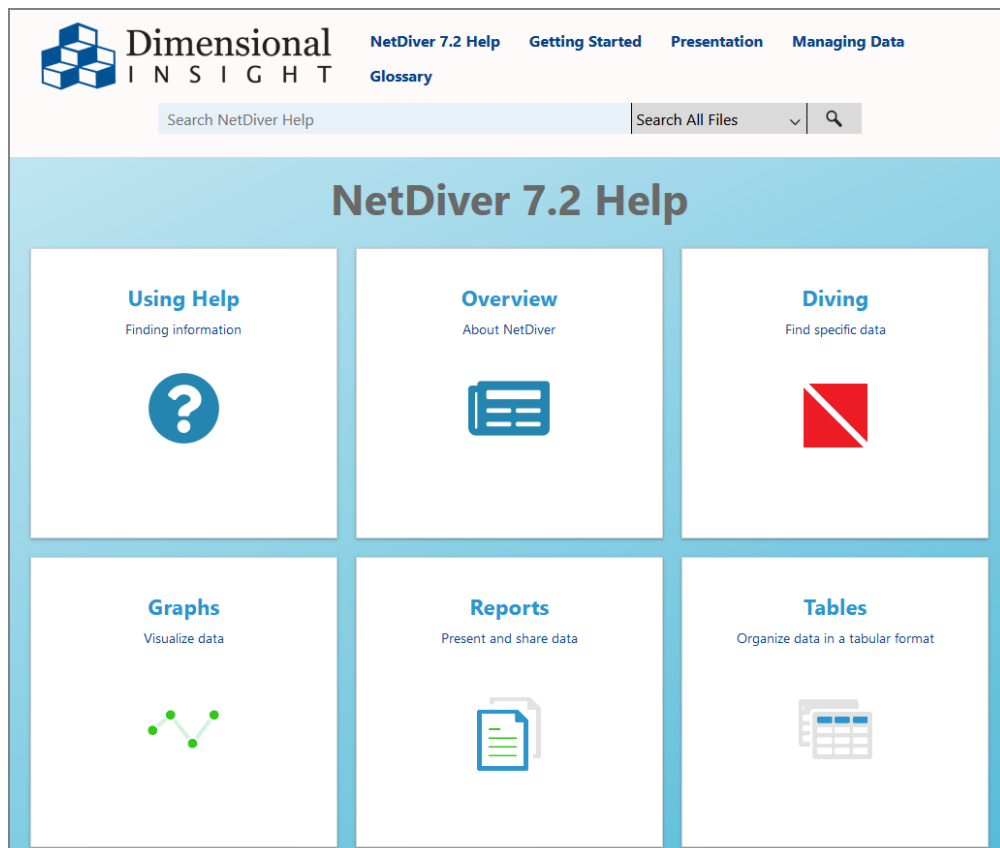 Dimensional
INSIGHT
NetDiver 7.2 Help Getting Started Presentation Managing Data
Glossary
Search NetDiver Help Search All Files
NetDiver 7.2 Help
Using Help
Finding information
Overview
About NetDiver
Diving
Find specific data
Graphs
Visualize data
Reports
Present and share data
Tables
Organize data in a tabular format